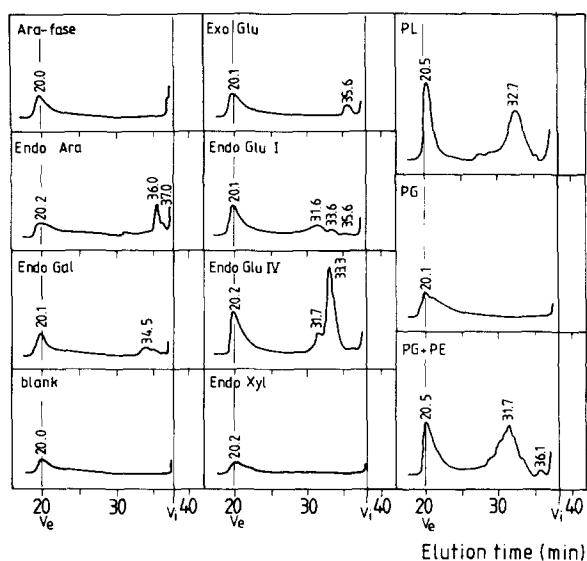 Ara-fase
20.0
Endo Ara
20.2
36.0
37.0
Endo Gal
20.1
34.5
blank
20.0
Exo Glu
20.1
35.6
Endo Glu I
20.1
31.6
33.6
35.6
Endo Glu IV
20.2
31.7
33.3
Endo Xyl
20.2
PL
20.5
32.7
PG
20.1
PG+PE
20.5
31.7
36.1
20 30 40 20 30 40 20 30 40
Ve Vi Ve Vi Ve Vi
Elution time (min)